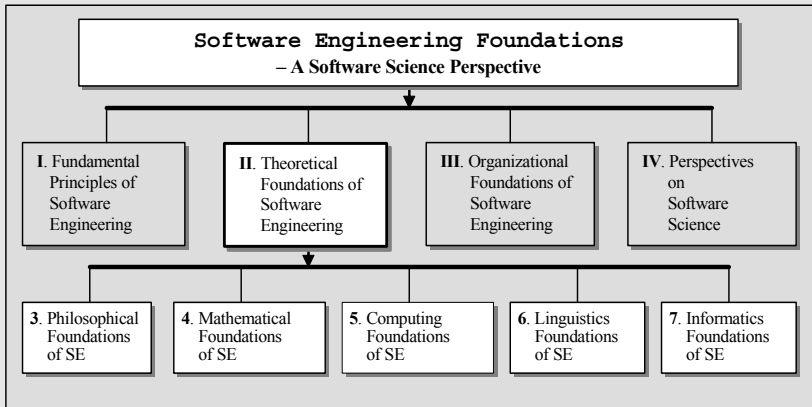 Software Engineering Foundations
– A Software Science Perspective
I. Fundamental
Principles of
Software
Engineering
II. Theoretical
Foundations of
Software
Engineering
III. Organizational
Foundations of
Software
Engineering
IV. Perspectives
on
Software
Science
3. Philosophical
Foundations
of SE
4. Mathematical
Foundations
of SE
5. Computing
Foundations
of SE
6. Linguistics
Foundations
of SE
7. Informatics
Foundations
of SE